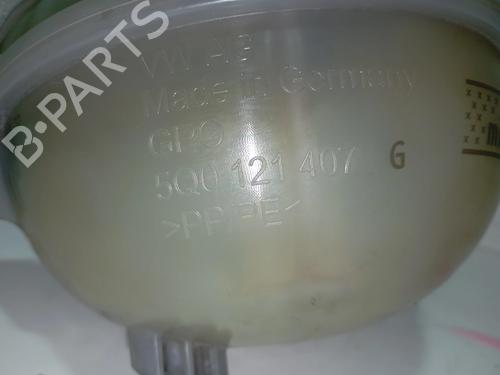 B-PARTS
VW AG
Made in Germany
GPO
5Q0 121 407 G
>PP/PE<
m